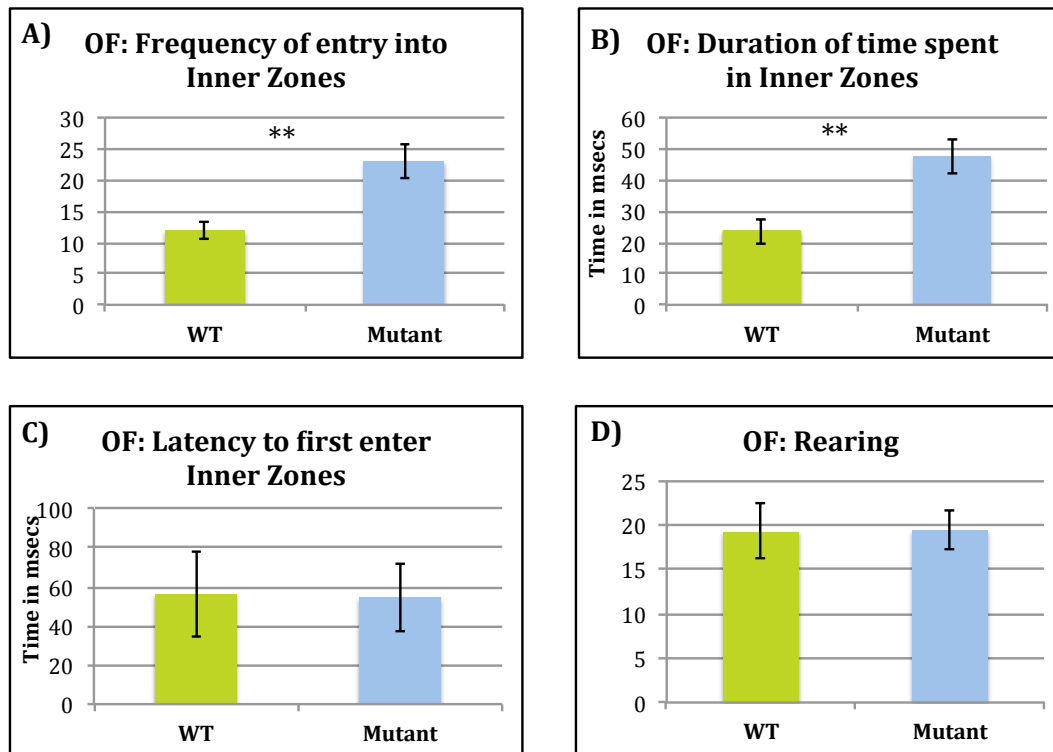 A)
OF: Frequency of entry into
Inner Zones
30
25
20
15
10
5
0
**
WT
Mutant
B)
OF: Duration of time spent
in Inner Zones
Time in msecs
60
50
40
30
20
10
0
**
WT
Mutant
C)
OF: Latency to first enter
Inner Zones
Time in msecs
100
80
60
40
20
0
WT
Mutant
D)
OF: Rearing
25
20
15
10
5
0
WT
Mutant